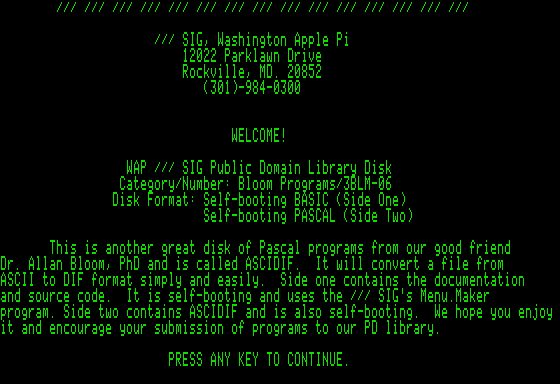 /// /// /// /// /// /// /// /// /// /// /// /// /// /// ///
/// SIG, Washington Apple Pi
12022 Parklawn Drive
Rockville, MD. 20852
(301)-984-0300
WELCOME!
WAP /// SIG Public Domain Library Disk
Category/Number: Bloom Programs/3BLM-06
Disk Format: Self-booting BASIC (Side One)
Self-booting PASCAL (Side Two)
This is another great disk of Pascal programs from our good friend
Dr. Allan Bloom, PhD and is called ASCIDIF.  It will convert a file from
ASCII to DIF format simply and easily.  Side one contains the documentation
and source code.  It is self-booting and uses the /// SIG's Menu.Maker
program. Side two contains ASCIDIF and is also self-booting.  We hope you enjoy
it and encourage your submission of programs to our PD library.
PRESS ANY KEY TO CONTINUE.